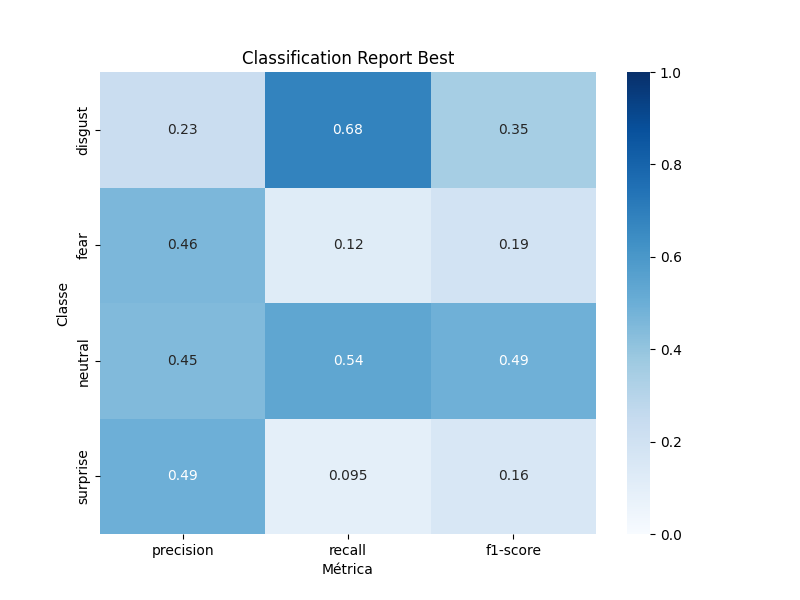 Classification Report Best
Classe
disgust
0.23 0.68 0.35
fear
0.46 0.12 0.19
neutral
0.45 0.54 0.49
surprise
0.49 0.095 0.16
precision recall f1-score
Métrica
1.0
0.8
0.6
0.4
0.2
0.0